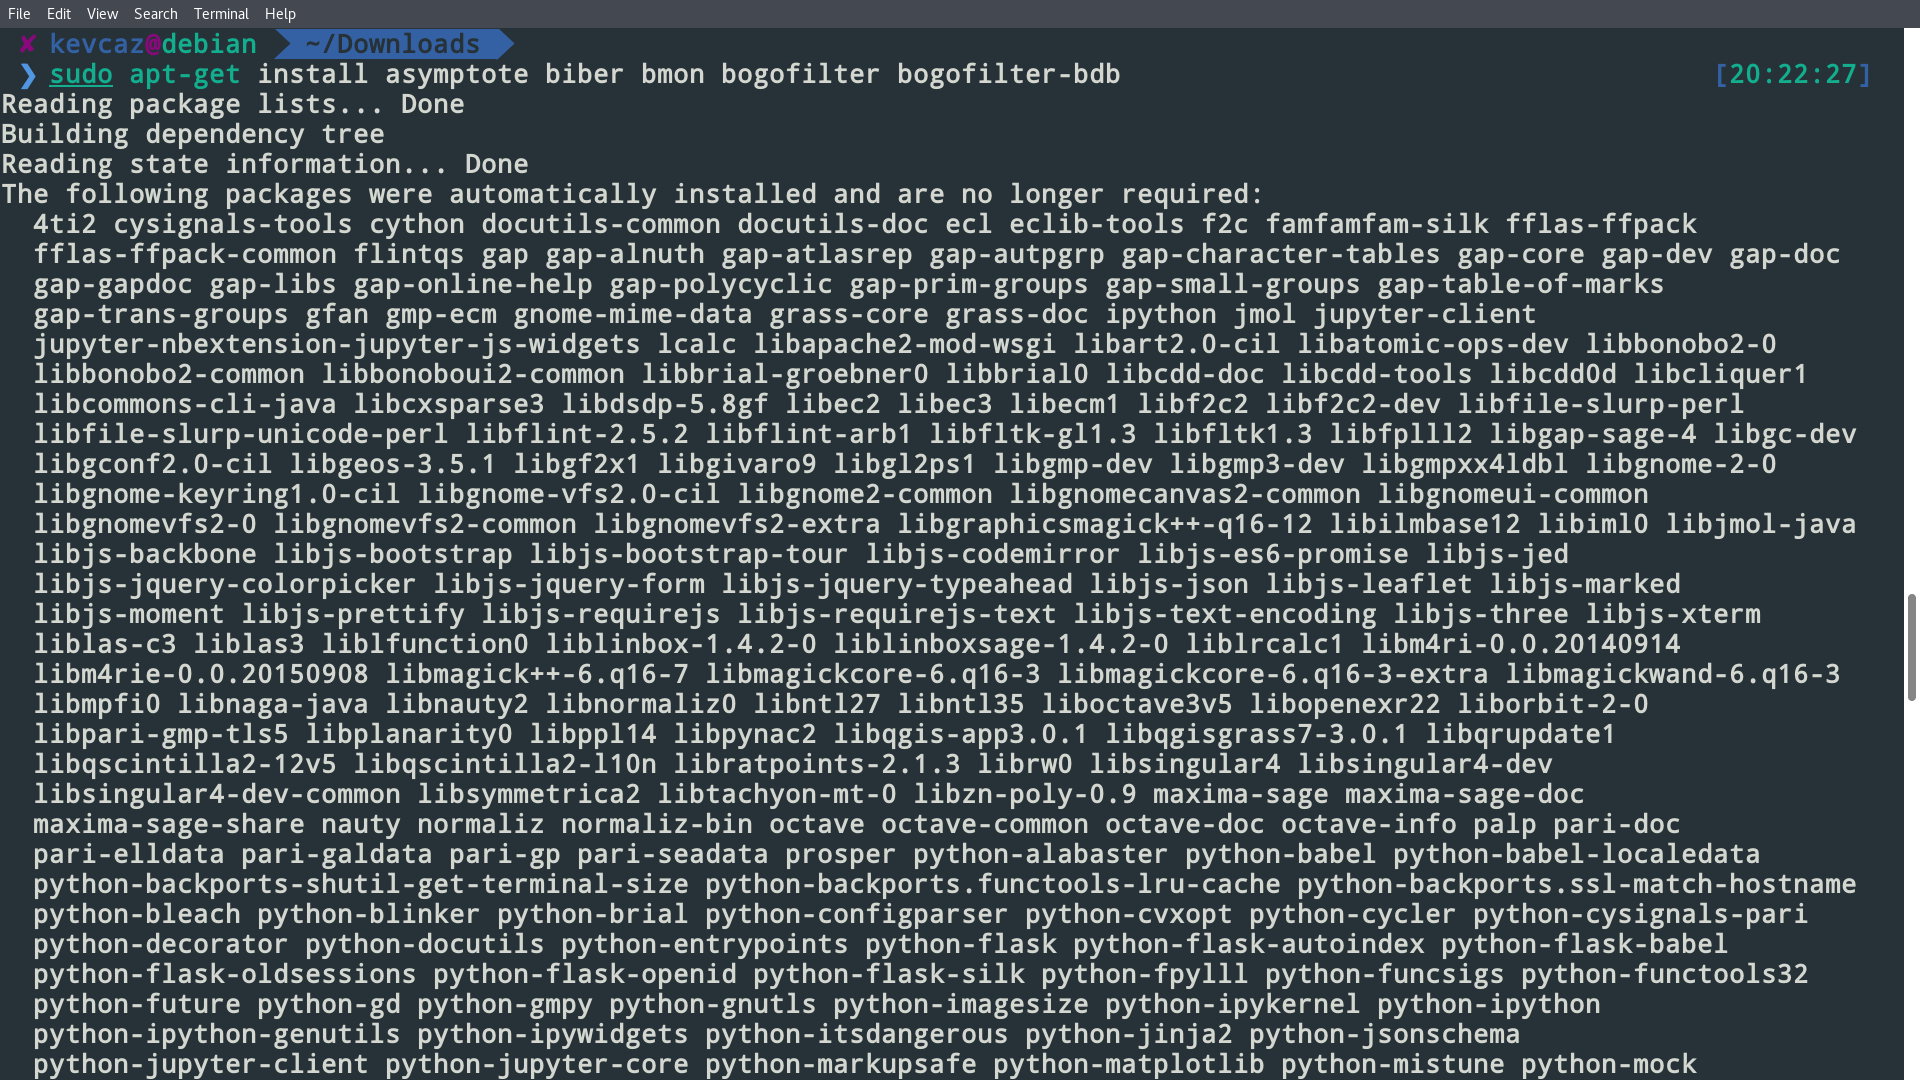 File Edit View Search Terminal Help
✘ kevcaz@debian ~/Downloads
❯ sudo apt-get install asymptote biber bmon bogofilter bogofilter-bdb [20:22:27]
Reading package lists... Done
Building dependency tree
Reading state information... Done
The following packages were automatically installed and are no longer required:
4ti2 cysignals-tools cython docutils-common docutils-doc ecl eclib-tools f2c famfamfam-silk fflas-ffpack
fflas-ffpack-common flintqs gap gap-alnuth gap-atlasrep gap-autpgrp gap-character-tables gap-core gap-dev gap-doc
gap-gapdoc gap-libs gap-online-help gap-polycyclic gap-prim-groups gap-small-groups gap-table-of-marks
gap-trans-groups gfan gmp-ecm gnome-mime-data grass-core grass-doc ipython jmol jupyter-client
jupyter-nbextension-jupyter-js-widgets lcalc libapache2-mod-wsgi libart2.0-cil libatomic-ops-dev libbonobo2-0
libbonobo2-common libbonoboui2-common libbrial-groebner0 libbrial0 libcdd-doc libcdd-tools libcdd0d libcliquer1
libcommons-cli-java libcxsparse3 libdsdp-5.8gf libec2 libec3 libecm1 libf2c2 libf2c2-dev libfile-slurp-perl
libfile-slurp-unicode-perl libflint-2.5.2 libflint-arb1 libfltk-gl1.3 libfltk1.3 libfplll2 libgap-sage-4 libgc-dev
libgconf2.0-cil libgeos-3.5.1 libgf2x1 libgivaro9 libgl2ps1 libgmp-dev libgmp3-dev libgmpxx4ldbl libgnome-2-0
libgnome-keyring1.0-cil libgnome-vfs2.0-cil libgnome2-common libgnomecanvas2-common libgnomeui-common
libgnomevfs2-0 libgnomevfs2-common libgnomevfs2-extra libgraphicsmagick++-q16-12 libilmbase12 libiml0 libjmol-java
libjs-backbone libjs-bootstrap libjs-bootstrap-tour libjs-codemirror libjs-es6-promise libjs-jed
libjs-jquery-colorpicker libjs-jquery-form libjs-jquery-typeahead libjs-json libjs-leaflet libjs-marked
libjs-moment libjs-prettify libjs-requirejs libjs-requirejs-text libjs-text-encoding libjs-three libjs-xterm
liblas-c3 liblas3 liblfunction0 liblinbox-1.4.2-0 liblinboxsage-1.4.2-0 liblrcalc1 libm4ri-0.0.20140914
libm4rie-0.0.20150908 libmagick++-6.q16-7 libmagickcore-6.q16-3 libmagickcore-6.q16-3-extra libmagickwand-6.q16-3
libmpfi0 libnaga-java libnauty2 libnormaliz0 libntl27 libntl35 liboctave3v5 libopenexr22 liborbit-2-0
libpari-gmp-tls5 libplanarity0 libppl14 libpynac2 libqgis-app3.0.1 libqgisgrass7-3.0.1 libqrupdate1
libqscintilla2-12v5 libqscintilla2-l10n libratpoints-2.1.3 librw0 libsingular4 libsingular4-dev
libsingular4-dev-common libsymmetrica2 libtachyon-mt-0 libzn-poly-0.9 maxima-sage maxima-sage-doc
maxima-sage-share nauty normaliz normaliz-bin octave octave-common octave-doc octave-info palp pari-doc
pari-elldata pari-galdata pari-gp pari-seadata prosper python-alabaster python-babel python-babel-localedata
python-backports-shutil-get-terminal-size python-backports.functools-lru-cache python-backports.ssl-match-hostname
python-bleach python-blinker python-brial python-configparser python-cvxopt python-cycler python-cysignals-pari
python-decorator python-docutils python-entrypoints python-flask python-flask-autoindex python-flask-babel
python-flask-oldsessions python-flask-openid python-flask-silk python-fpylll python-funcsigs python-functools32
python-future python-gd python-gmpy python-gnutls python-imagesize python-ipykernel python-ipython
python-ipython-genutils python-ipywidgets python-itsdangerous python-jinja2 python-jsonschema
python-jupyter-client python-jupyter-core python-markupsafe python-matplotlib python-mistune python-mock